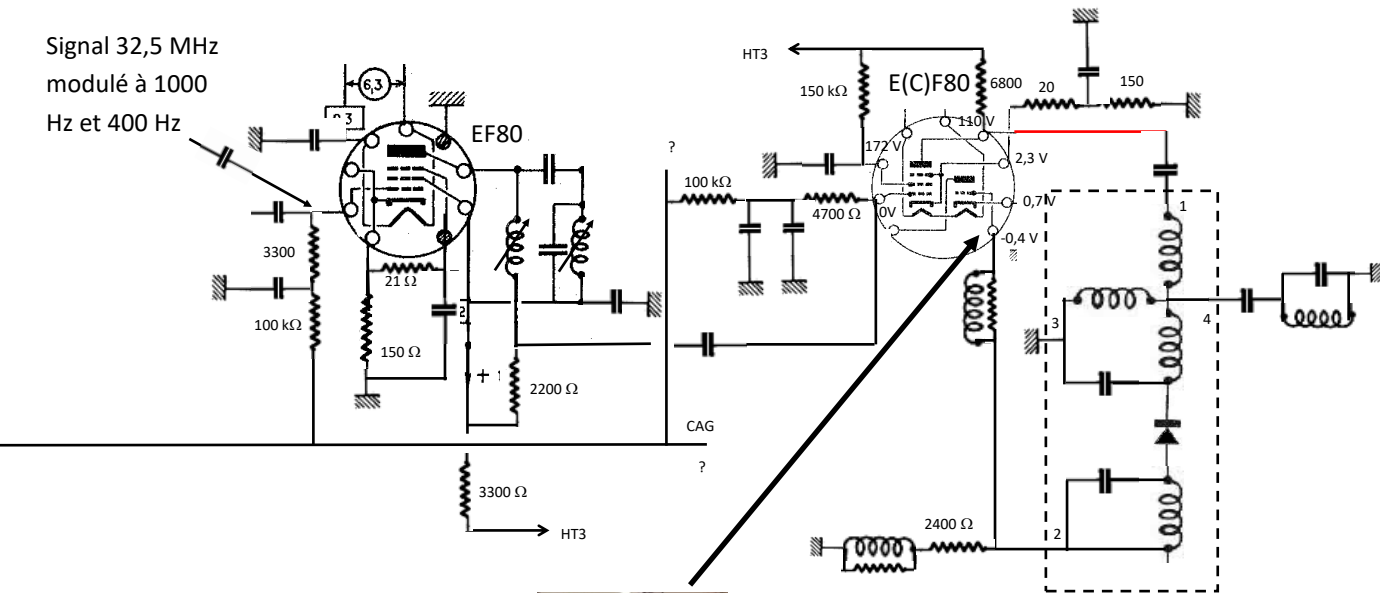 Signal 32,5 MHz
modulé à 1000
Hz et 400 Hz
6,3
EF80
3300
100 kΩ
21 Ω
150 Ω
+
2200 Ω
3300 Ω
HT3
?
CAG
?
100 kΩ
4700 Ω
HT3
150 kΩ
E(C)F80
6800
20
150
110 V
172 V
2,3 V
0V
0,7 V
-0,4 V
1
3
4
2
2400 Ω